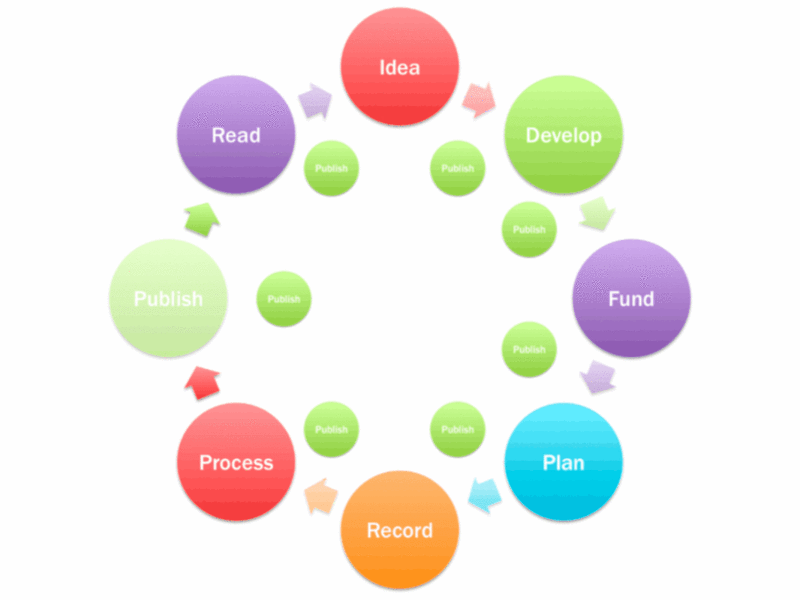 Idea
Read
Develop
Publish
Publish
Publish
Publish
Publish
Fund
Publish
Process
Publish
Publish
Plan
Record